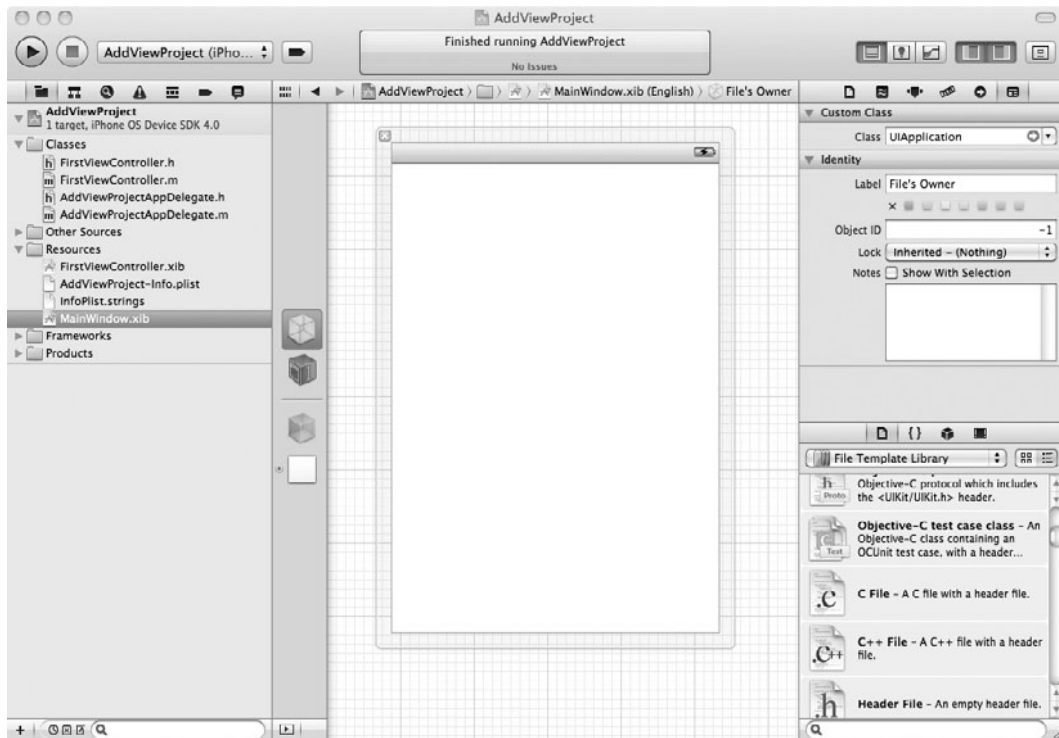 AddViewProject
AddViewProject (iPho...
Finished running AddViewProject
No Issues
AddViewProject
MainWindow.xib (English)
File's Owner
AddViewProject
1 target, iPhone OS Device SDK 4.0
Classes
FirstViewController.h
FirstViewController.m
AddViewProjectAppDelegate.h
AddViewProjectAppDelegate.m
Other Sources
Resources
FirstViewController.xib
AddViewProject-Info.plist
InfoPlist.strings
MainWindow.xib
Frameworks
Products
Custom Class
Class UIApplication
Identity
Label File's Owner
Object ID -1
Lock Inherited - (Nothing)
Notes Show With Selection
{}
File Template Library
h
Proto
Objective-C protocol which includes
the <UIKit/UIKit.h> header.
Test
Objective-C test case class - An
Objective-C class containing an
OCUnit test case, with a header...
.c
C File - A C file with a header file.
.C++
C++ File - A C++ file with a header
file.
.h
Header File - An empty header file.